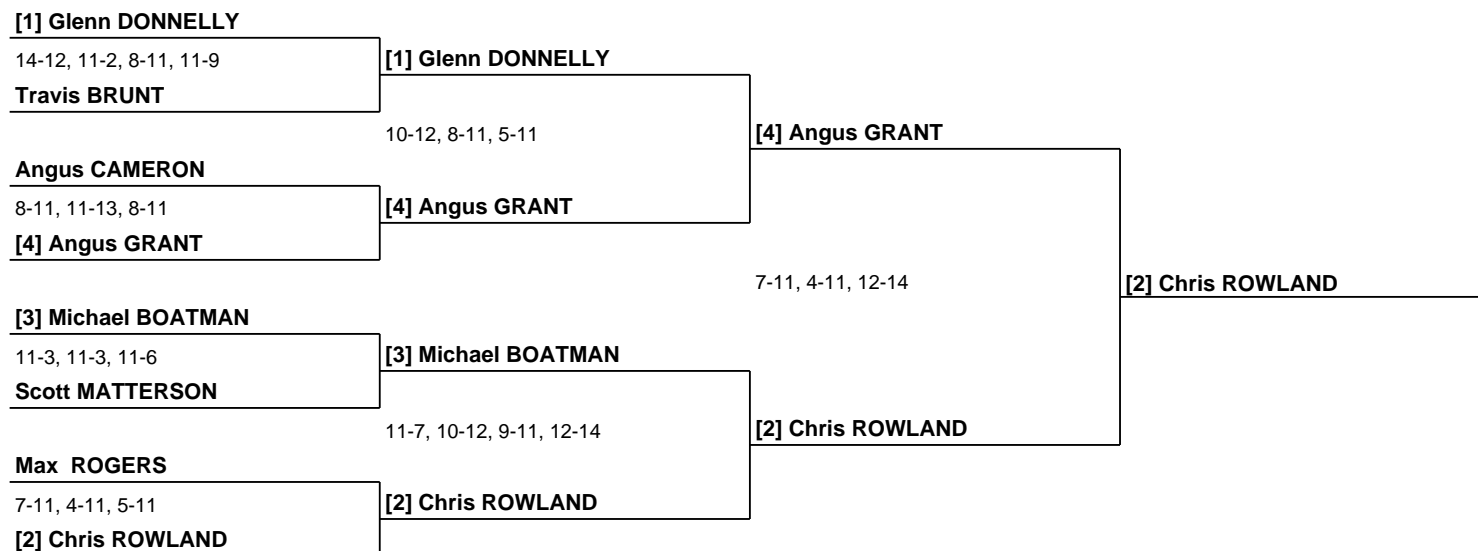 [1] Glenn DONNELLY
14-12, 11-2, 8-11, 11-9
[1] Glenn DONNELLY
Travis BRUNT
10-12, 8-11, 5-11
[4] Angus GRANT
Angus CAMERON
8-11, 11-13, 8-11
[4] Angus GRANT
[4] Angus GRANT
7-11, 4-11, 12-14
[2] Chris ROWLAND
[3] Michael BOATMAN
11-3, 11-3, 11-6
[3] Michael BOATMAN
Scott MATTERSON
11-7, 10-12, 9-11, 12-14
[2] Chris ROWLAND
Max ROGERS
7-11, 4-11, 5-11
[2] Chris ROWLAND
[2] Chris ROWLAND